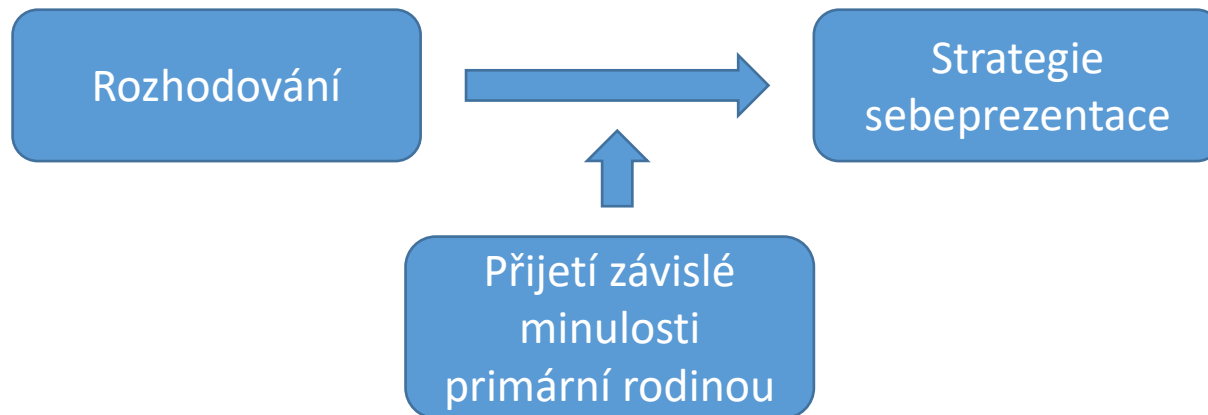 Rozhodování
Strategie
sebeprezentace
Přijetí závislé
minulosti
primární rodinou